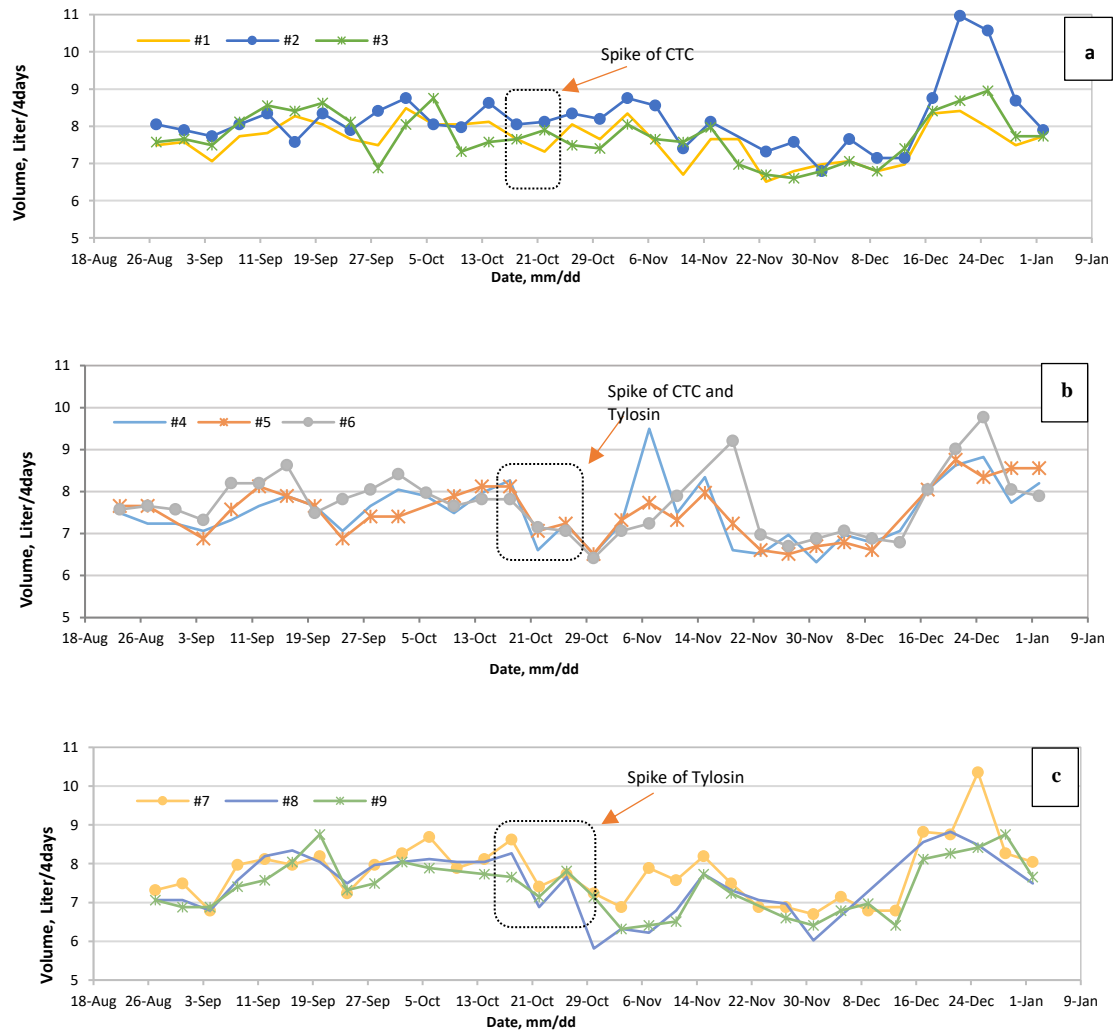 11
10
9
8
7
6
5
Volume, Liter/4days
#1 #2 #3
Spike of CTC
a
18-Aug 26-Aug 3-Sep 11-Sep 19-Sep 27-Sep 5-Oct 13-Oct 21-Oct 29-Oct 6-Nov 14-Nov 22-Nov 30-Nov 8-Dec 16-Dec 24-Dec 1-Jan 9-Jan
Date, mm/dd
11
10
9
8
7
6
5
Volume, Liter/4days
#4 #5 #6
Spike of CTC and
Tylosin
b
18-Aug 26-Aug 3-Sep 11-Sep 19-Sep 27-Sep 5-Oct 13-Oct 21-Oct 29-Oct 6-Nov 14-Nov 22-Nov 30-Nov 8-Dec 16-Dec 24-Dec 1-Jan 9-Jan
Date, mm/dd
11
10
9
8
7
6
5
Volume, Liter/4days
#7 #8 #9
Spike of Tylosin
c
18-Aug 26-Aug 3-Sep 11-Sep 19-Sep 27-Sep 5-Oct 13-Oct 21-Oct 29-Oct 6-Nov 14-Nov 22-Nov 30-Nov 8-Dec 16-Dec 24-Dec 1-Jan 9-Jan
Date, mm/dd